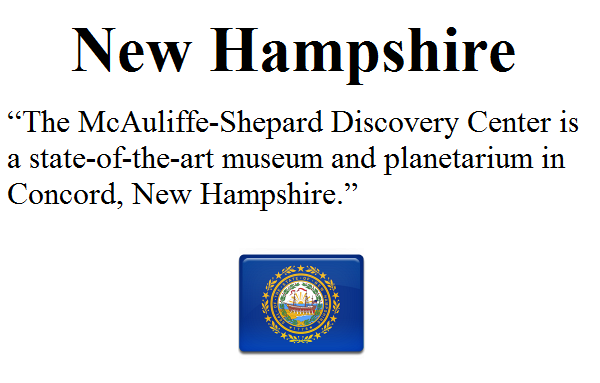 New Hampshire
“The McAuliffe-Shepard Discovery Center is
a state-of-the-art museum and planetarium in
Concord, New Hampshire.”